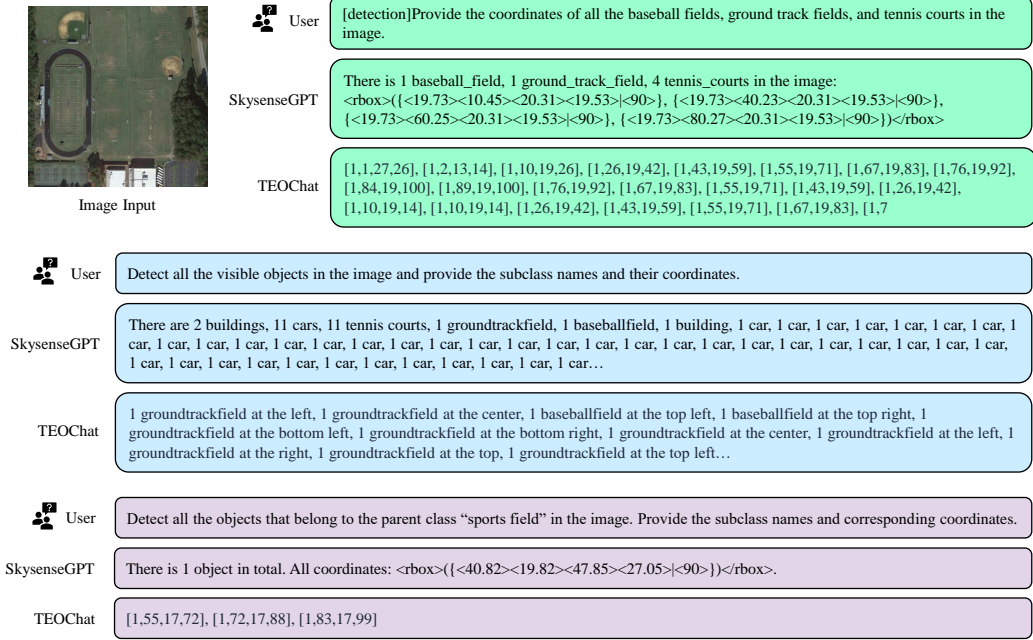 User
[detection]Provide the coordinates of all the baseball fields, ground track fields, and tennis courts in the
image.
SkysenseGPT
There is 1 baseball_field, 1 ground_track_field, 4 tennis_courts in the image:
<rbox>({<19.73><10.45><20.31><19.53>|<90>}, {<19.73><40.23><20.31><19.53>|<90>},
{<19.73><60.25><20.31><19.53>|<90>}, {<19.73><80.27><20.31><19.53>|<90>})</rbox>
TEOChat
[1,1,27,26], [1,2,13,14], [1,10,19,26], [1,26,19,42], [1,43,19,59], [1,55,19,71], [1,67,19,83], [1,76,19,92],
[1,84,19,100], [1,89,19,100], [1,76,19,92], [1,67,19,83], [1,55,19,71], [1,43,19,59], [1,26,19,42],
[1,10,19,14], [1,10,19,14], [1,26,19,42], [1,43,19,59], [1,55,19,71], [1,67,19,83], [1,7
Image Input
User
Detect all the visible objects in the image and provide the subclass names and their coordinates.
SkysenseGPT
There are 2 buildings, 11 cars, 11 tennis courts, 1 groundtrackfield, 1 baseballfield, 1 building, 1 car, 1 car, 1 car, 1 car, 1 car, 1 car, 1 car, 1
car, 1 car, 1 car, 1 car, 1 car, 1 car, 1 car, 1 car, 1 car, 1 car, 1 car, 1 car, 1 car, 1 car, 1 car, 1 car, 1 car, 1 car, 1 car, 1 car, 1 car, 1 car,
1 car, 1 car, 1 car, 1 car, 1 car, 1 car, 1 car, 1 car, 1 car, 1 car, 1 car…
TEOChat
1 groundtrackfield at the left, 1 groundtrackfield at the center, 1 baseballfield at the top left, 1 baseballfield at the top right, 1
groundtrackfield at the bottom left, 1 groundtrackfield at the bottom right, 1 groundtrackfield at the center, 1 groundtrackfield at the left, 1
groundtrackfield at the right, 1 groundtrackfield at the top, 1 groundtrackfield at the top left…
User
Detect all the objects that belong to the parent class “sports field” in the image. Provide the subclass names and corresponding coordinates.
SkysenseGPT
There is 1 object in total. All coordinates: <rbox>({<40.82><19.82><47.85><27.05>|<90>})</rbox>.
TEOChat
[1,55,17,72], [1,72,17,88], [1,83,17,99]